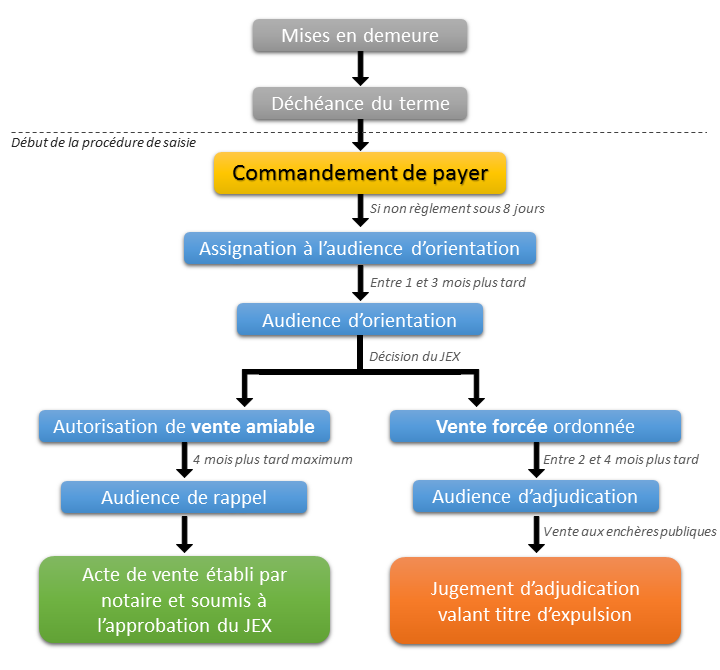 Mises en demeure
Déchéance du terme
Début de la procédure de saisie
Commandement de payer
Si non règlement sous 8 jours
Assignation à l'audience d'orientation
Entre 1 et 3 mois plus tard
Audience d'orientation
Décision du JEX
Autorisation de vente amiable
Vente forcée ordonnée
4 mois plus tard maximum
Entre 2 et 4 mois plus tard
Audience de rappel
Audience d'adjudication
Vente aux enchères publiques
Acte de vente établi par
notaire et soumis à
l'approbation du JEX
Jugement d'adjudication
valant titre d'expulsion